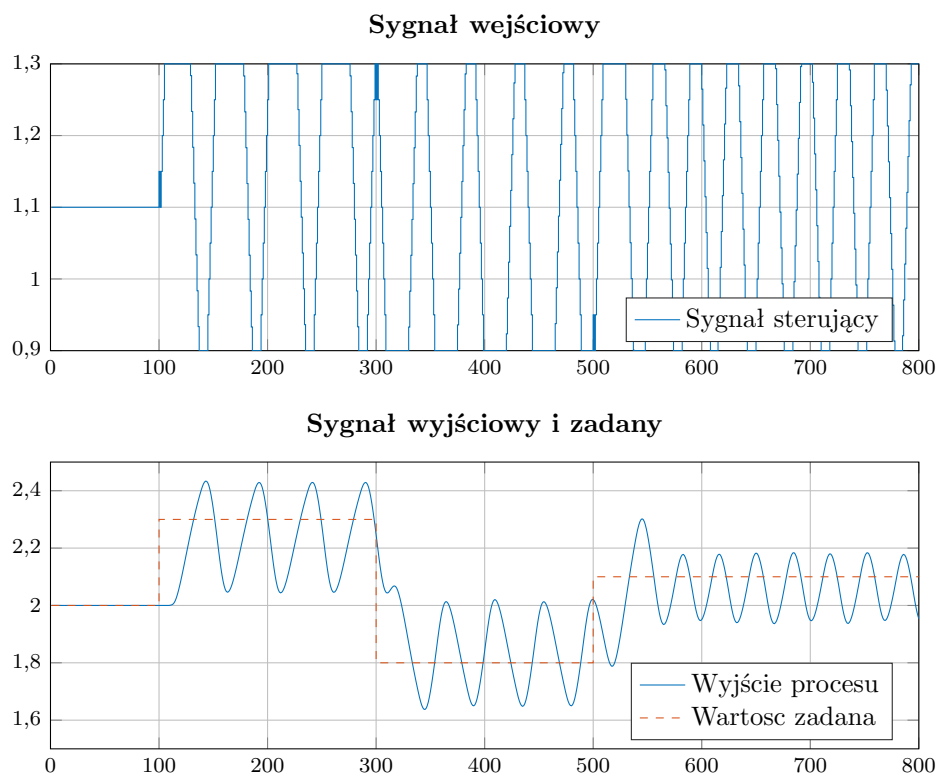 Sygnał wejściowy
1,3
1,2
1,1
1
0,9
0 100 200 300 400 500 600 700 800
Sygnał sterujący
Sygnał wyjściowy i zadany
2,4
2,2
2
1,8
1,6
0 100 200 300 400 500 600 700 800
Wyjście procesu
Wartosc zadana